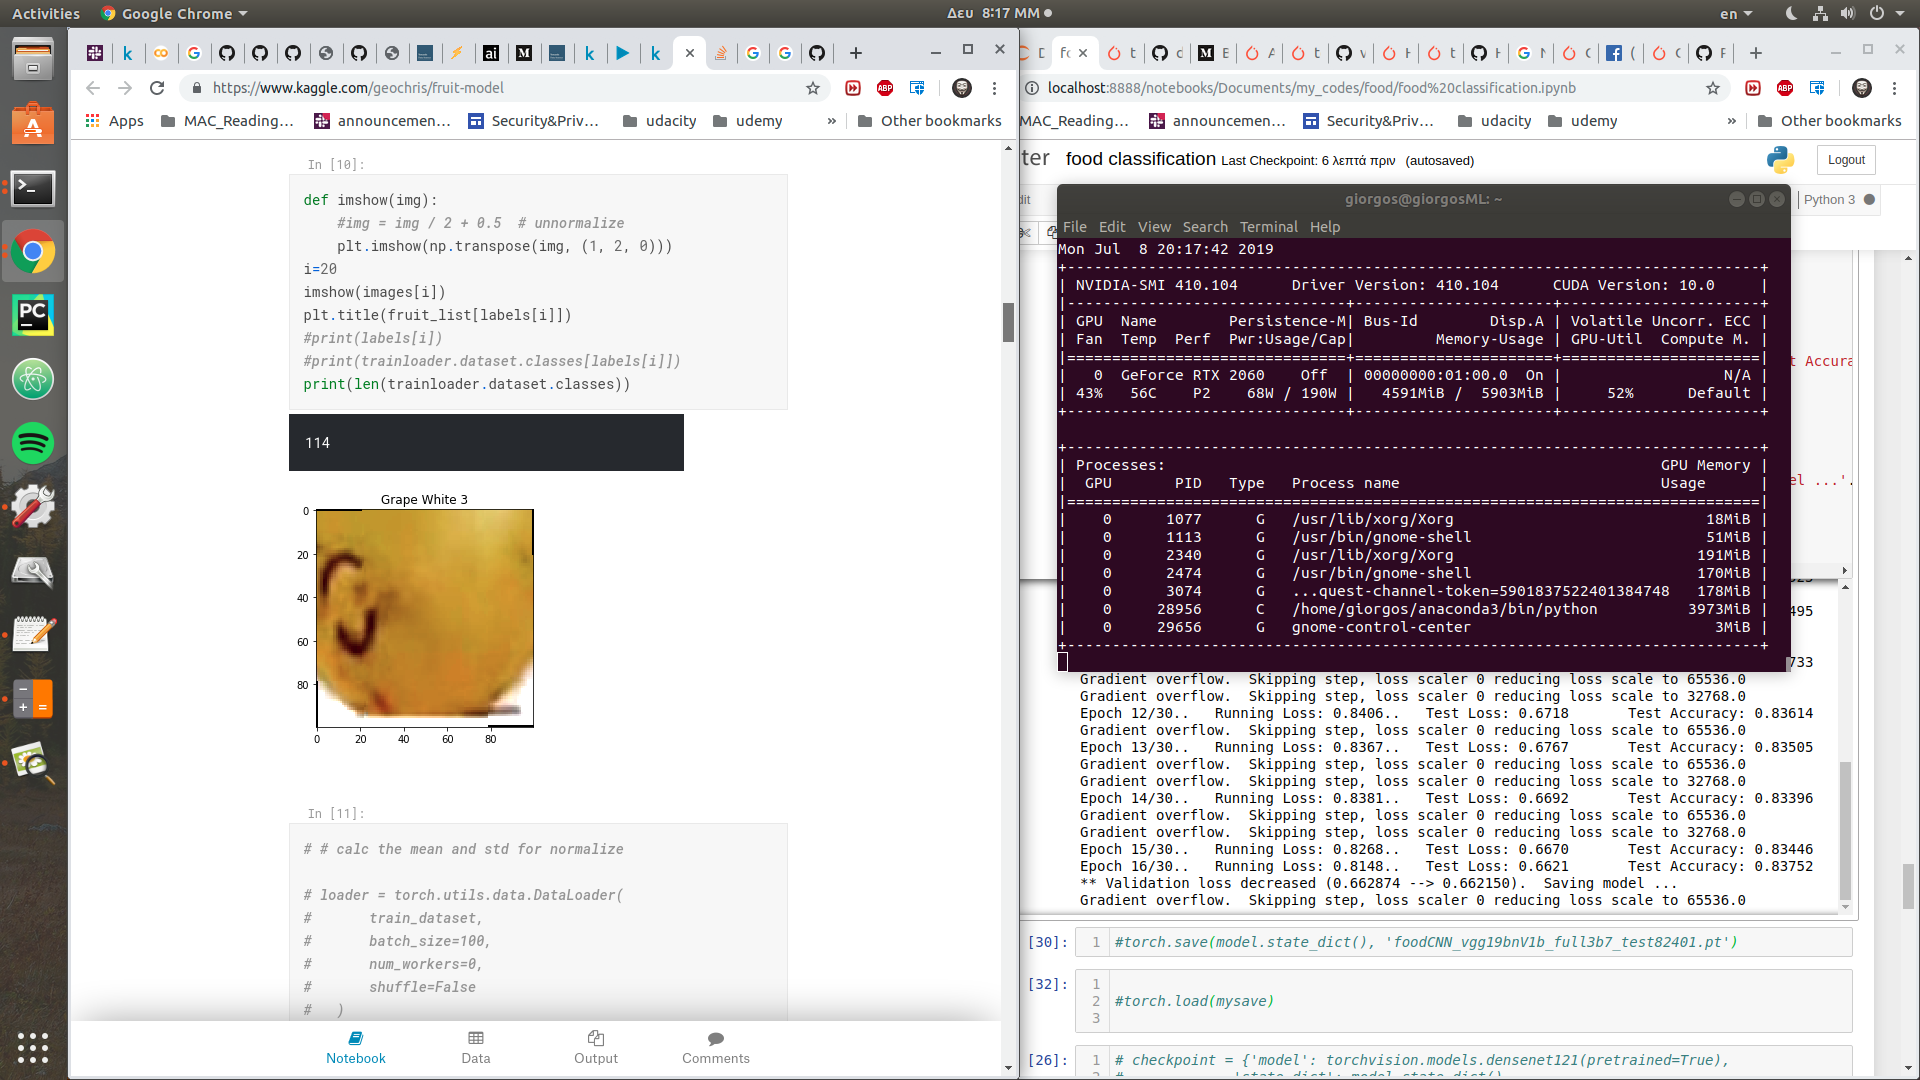 Activities
Google Chrome
Δευ 8:17 ΜΜ
en
https://www.kaggle.com/geochris/fruit-model
Apps
MAC_Reading...
announcemen...
Security&Priv...
udacity
udemy
»
Other bookmarks
In [10]:
def imshow(img):
#img = img / 2 + 0.5  # unnormalize
plt.imshow(np.transpose(img, (1, 2, 0)))
i=20
imshow(images[i])
plt.title(fruit_list[labels[i]])
#print(labels[i])
#print(trainloader.dataset.classes[labels[i]])
print(len(trainloader.dataset.classes))
114
Grape White 3
0
20
40
60
80
0 20 40 60 80
In [11]:
# # calc the mean and std for normalize
# loader = torch.utils.data.DataLoader(
#       train_dataset,
#       batch_size=100,
#       num_workers=0,
#       shuffle=False
#   )
Notebook
Data
Output
Comments
localhost:8888/notebooks/Documents/my_codes/food/food%20classification.ipynb
MAC_Reading...
announcemen...
Security&Priv...
udacity
udemy
»
Other bookmarks
ter food classification Last Checkpoint: 6 λεπτά πριν (autosaved)
Logout
dit
Python 3
giorgos@giorgosML: ~
File Edit View Search Terminal Help
Mon Jul  8 20:17:42 2019
NVIDIA-SMI 410.104      Driver Version: 410.104      CUDA Version: 10.0
GPU  Name        Persistence-M| Bus-Id        Disp.A | Volatile Uncorr. ECC
Fan  Temp  Perf  Pwr:Usage/Cap|         Memory-Usage | GPU-Util  Compute M.
0  GeForce RTX 2060    Off  | 00000000:01:00.0  On |                  N/A
43%   56C    P2    68W / 190W |   4591MiB /  5903MiB |     52%      Default
Processes:                                                       GPU Memory
GPU       PID   Type   Process name                             Usage
0      1077      G   /usr/lib/xorg/Xorg                            18MiB
0      1113      G   /usr/bin/gnome-shell                          51MiB
0      2340      G   /usr/lib/xorg/Xorg                           191MiB
0      2474      G   /usr/bin/gnome-shell                         170MiB
0      3074      G   ...quest-channel-token=5901837522401384748   178MiB
0     28956      C   /home/giorgos/anaconda3/bin/python          3973MiB
0     29656      G   gnome-control-center                           3MiB
t Accura
el ...'.
495
733
Gradient overflow.  Skipping step, loss scaler 0 reducing loss scale to 65536.0
Gradient overflow.  Skipping step, loss scaler 0 reducing loss scale to 32768.0
Epoch 12/30..   Running Loss: 0.8406..   Test Loss: 0.6718       Test Accuracy: 0.83614
Gradient overflow.  Skipping step, loss scaler 0 reducing loss scale to 65536.0
Epoch 13/30..   Running Loss: 0.8367..   Test Loss: 0.6767       Test Accuracy: 0.83505
Gradient overflow.  Skipping step, loss scaler 0 reducing loss scale to 65536.0
Gradient overflow.  Skipping step, loss scaler 0 reducing loss scale to 32768.0
Epoch 14/30..   Running Loss: 0.8381..   Test Loss: 0.6692       Test Accuracy: 0.83396
Gradient overflow.  Skipping step, loss scaler 0 reducing loss scale to 65536.0
Gradient overflow.  Skipping step, loss scaler 0 reducing loss scale to 32768.0
Epoch 15/30..   Running Loss: 0.8268..   Test Loss: 0.6670       Test Accuracy: 0.83446
Epoch 16/30..   Running Loss: 0.8148..   Test Loss: 0.6621       Test Accuracy: 0.83752
** Validation loss decreased (0.662874 --> 0.662150).  Saving model ...
Gradient overflow.  Skipping step, loss scaler 0 reducing loss scale to 65536.0
[30]: 1 #torch.save(model.state_dict(), 'foodCNN_vgg19bnV1b_full3b7_test82401.pt')
[32]: 1
2 #torch.load(mysave)
3
[26]: 1 # checkpoint = {'model': torchvision.models.densenet121(pretrained=True),